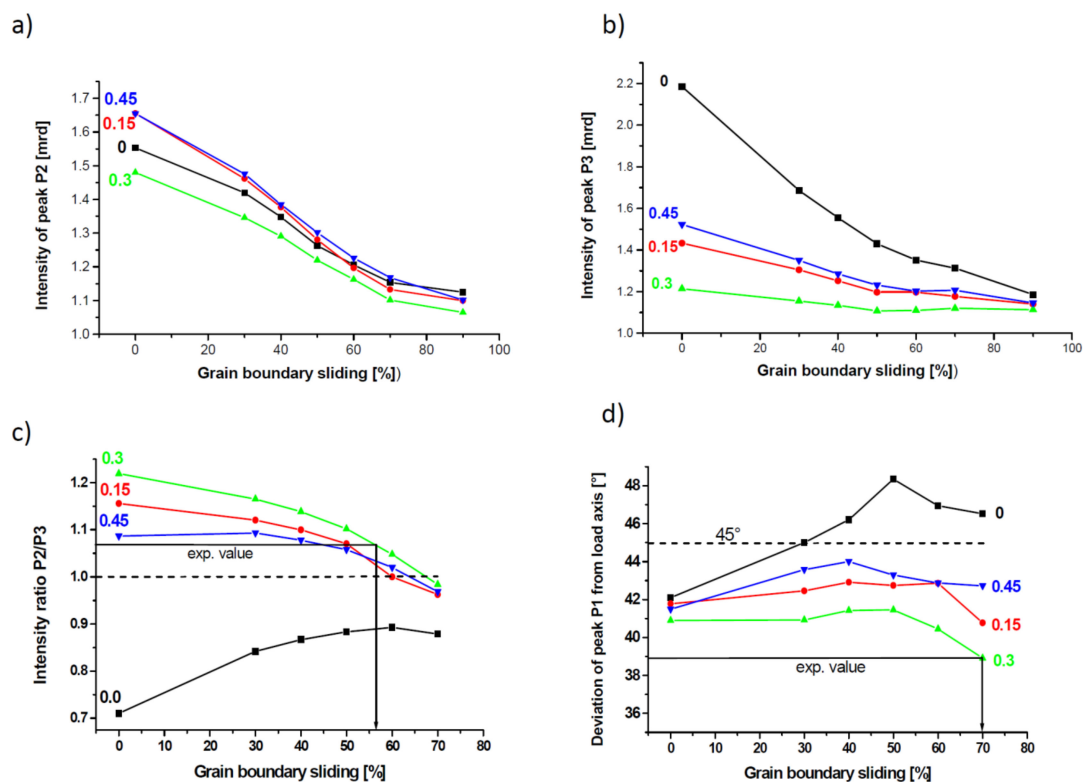 a)
Intensity of peak P2 [mrd]
1.7
1.6
1.5
1.4
1.3
1.2
1.1
1.0
0.45
0.15
0
0.3
0 20 40 60 80 100
Grain boundary sliding [%])
b)
Intensity of peak P3 [mrd]
2.2
2.0
1.8
1.6
1.4
1.2
1.0
0
0.45
0.15
0.3
0 20 40 60 80 100
Grain boundary sliding [%])
c)
Intensity ratio P2/P3
1.2
1.1
1.0
0.9
0.8
0.7
0.3
0.15
0.45
exp. value
0.0
0 10 20 30 40 50 60 70 80
Grain boundary sliding [%]
d)
Deviation of peak P1 from load axis [°]
48
46
44
42
40
38
36
45°
0
0.45
0.15
0.3
exp. value
0 10 20 30 40 50 60 70 80
Grain boundary sliding [%]